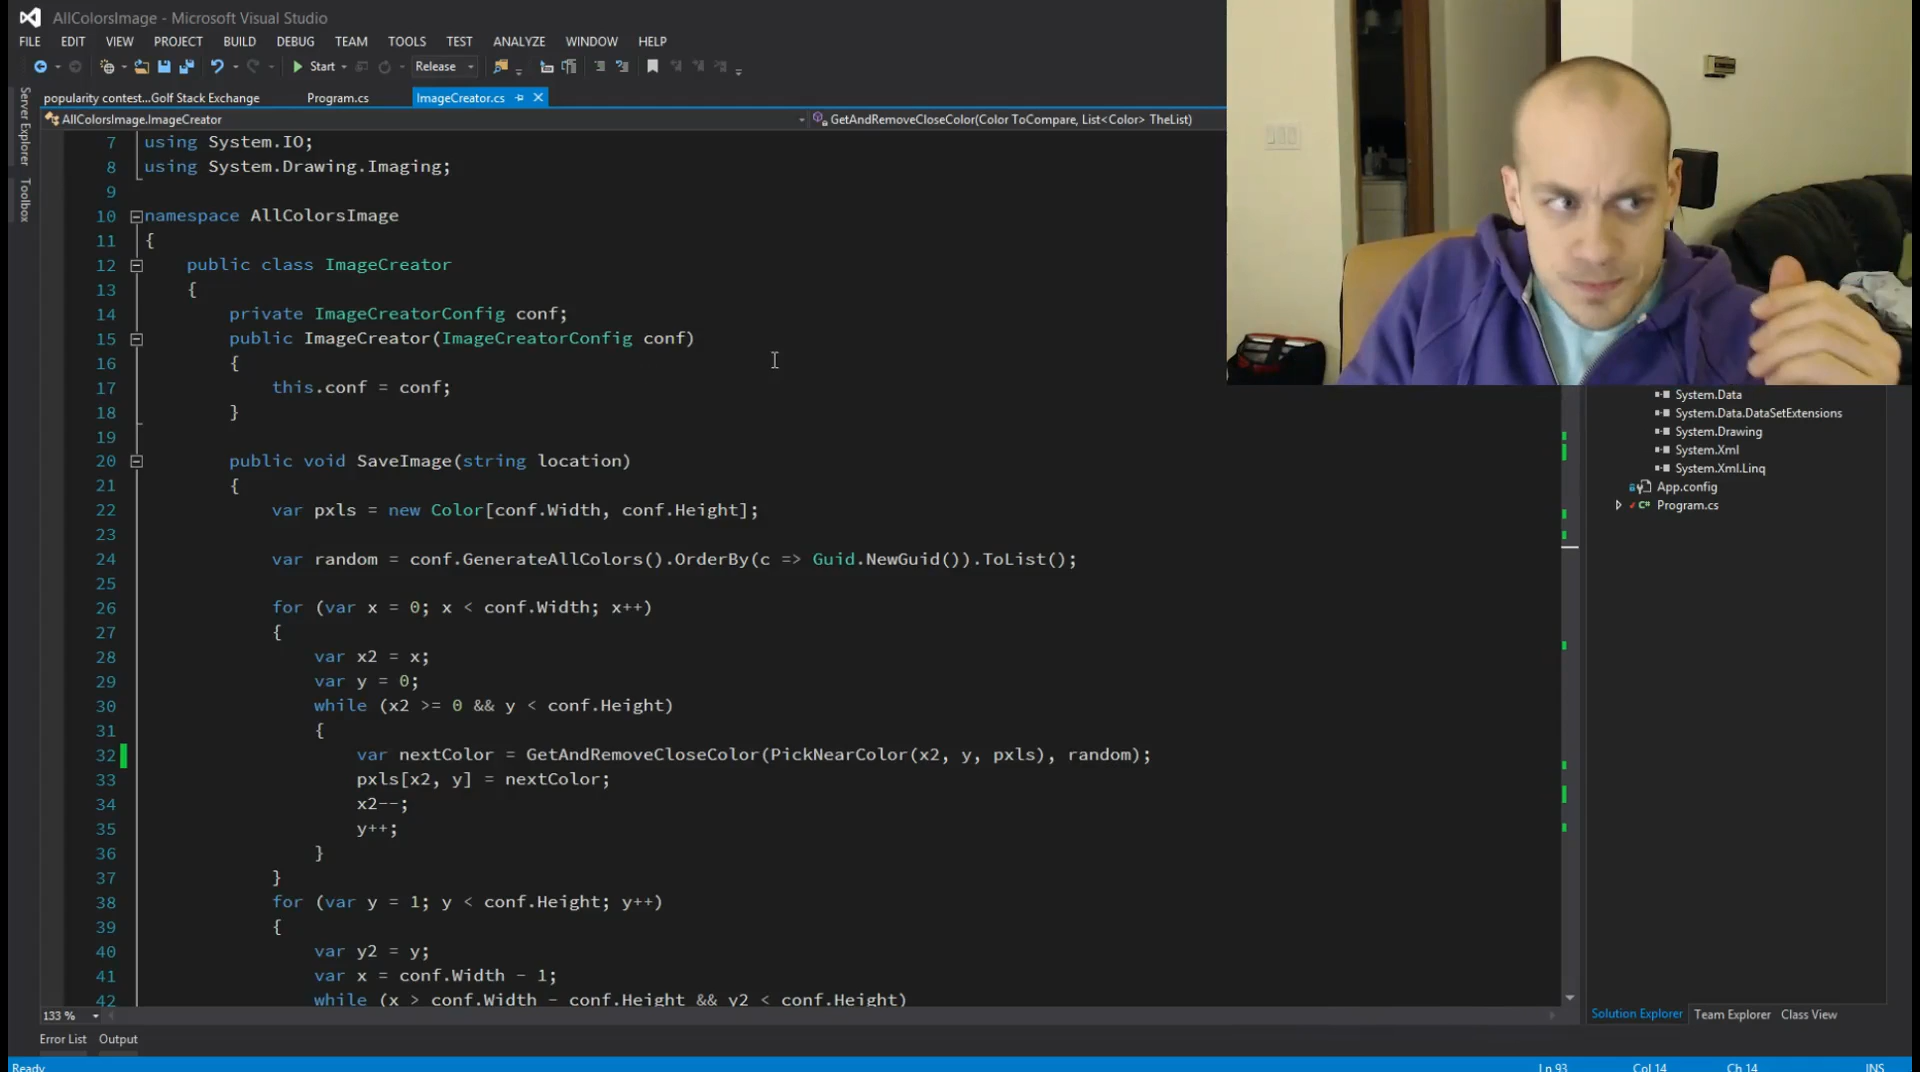 AllColorsImage - Microsoft Visual Studio
FILE EDIT VIEW PROJECT BUILD DEBUG TEAM TOOLS TEST ANALYZE WINDOW HELP
Start Release
Server Explorer
Toolbox
popularity contest...Golf Stack Exchange Program.cs ImageCreator.cs
AllColorsImage.ImageCreator GetAndRemoveCloseColor(Color ToCompare, List<Color> TheList)
7 using System.IO;
8 using System.Drawing.Imaging;
9
10 namespace AllColorsImage
11 {
12 public class ImageCreator
13 {
14 private ImageCreatorConfig conf;
15 public ImageCreator(ImageCreatorConfig conf)
16 {
17 this.conf = conf;
18 }
19
20 public void SaveImage(string location)
21 {
22 var pxls = new Color[conf.Width, conf.Height];
23
24 var random = conf.GenerateAllColors().OrderBy(c => Guid.NewGuid()).ToList();
25
26 for (var x = 0; x < conf.Width; x++)
27 {
28 var x2 = x;
29 var y = 0;
30 while (x2 >= 0 && y < conf.Height)
31 {
32 var nextColor = GetAndRemoveCloseColor(PickNearColor(x2, y, pxls), random);
33 pxls[x2, y] = nextColor;
34 x2--;
35 y++;
36 }
37 }
38 for (var y = 1; y < conf.Height; y++)
39 {
40 var y2 = y;
41 var x = conf.Width - 1;
42 while (x > conf.Width - conf.Height && y2 < conf.Height)
System.Data
System.Data.DataSetExtensions
System.Drawing
System.Xml
System.Xml.Linq
App.config
C# Program.cs
133 %
Solution Explorer Team Explorer Class View
Error List Output
Ready Ln 93 Col 14 Ch 14 INS